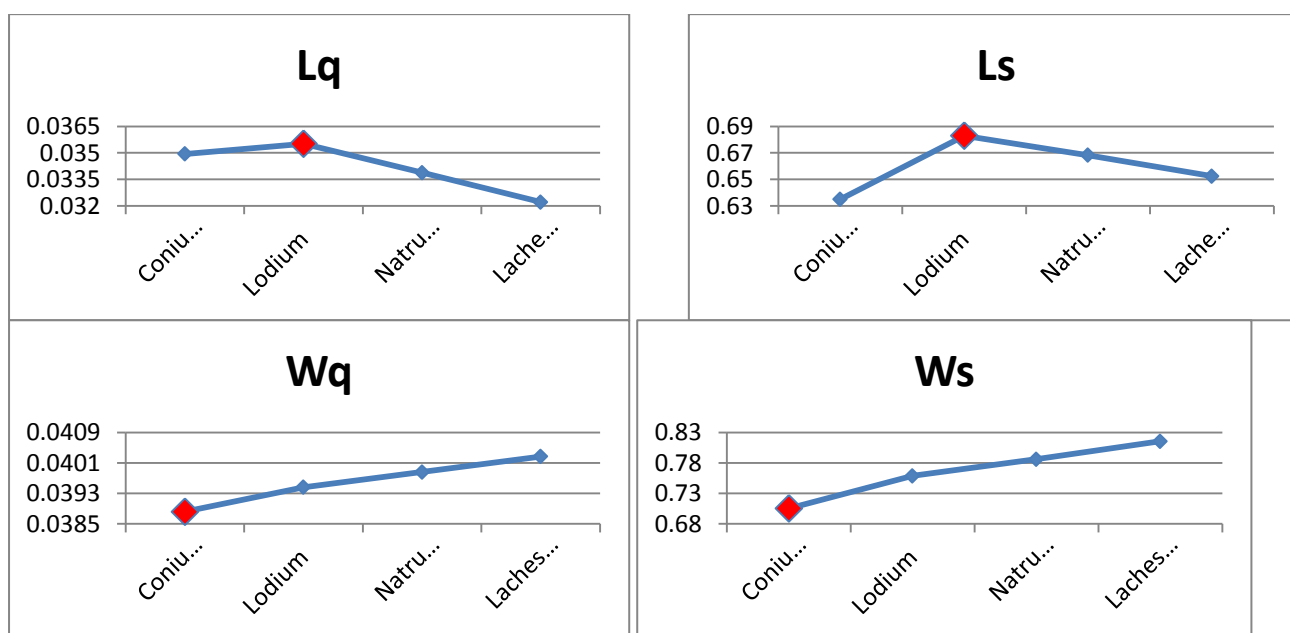 Lq
0.0365
0.035
0.0335
0.032
Coniu...
Lodium
Natru...
Lache...
Ls
0.69
0.67
0.65
0.63
Coniu...
Lodium
Natru...
Lache...
Wq
0.0409
0.0401
0.0393
0.0385
Coniu...
Lodium
Natru...
Laches...
Ws
0.83
0.78
0.73
0.68
Coniu...
Lodium
Natru...
Laches...